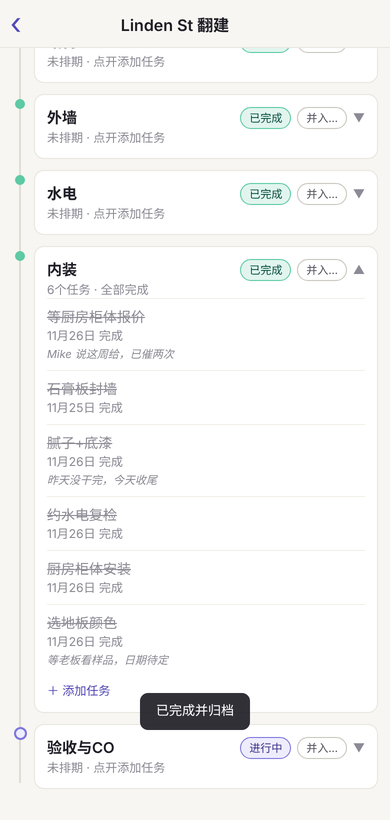 Linden St 翻建
未排期 · 点开添加任务
外墙
已完成
并入...
未排期 · 点开添加任务
水电
已完成
并入...
未排期 · 点开添加任务
内装
已完成
并入...
6个任务 · 全部完成
等厨房柜体报价
11月26日 完成
Mike 说这周给，已催两次
石膏板封墙
11月25日 完成
腻子+底漆
11月26日 完成
昨天没干完，今天收尾
约水电复检
11月26日 完成
厨房柜体安装
11月26日 完成
选地板颜色
11月26日 完成
等老板看样品，日期待定
+ 添加任务
已完成并归档
验收与CO
进行中
并入...
未排期 · 点开添加任务